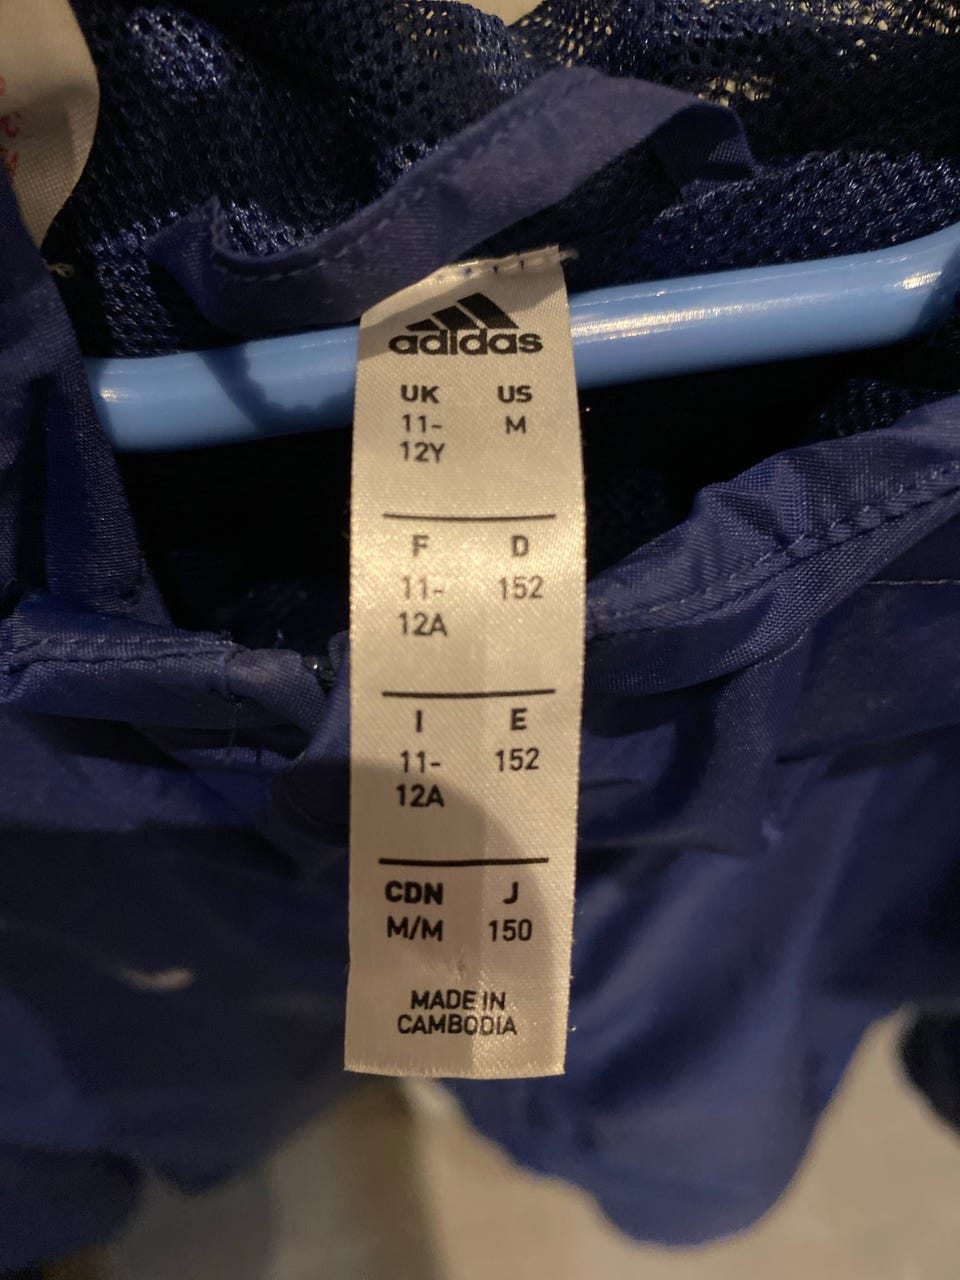 adidas
UK US
11- M
12Y
F D
11- 152
12A
I E
11- 152
12A
CDN J
M/M 150
MADE IN
CAMBODIA